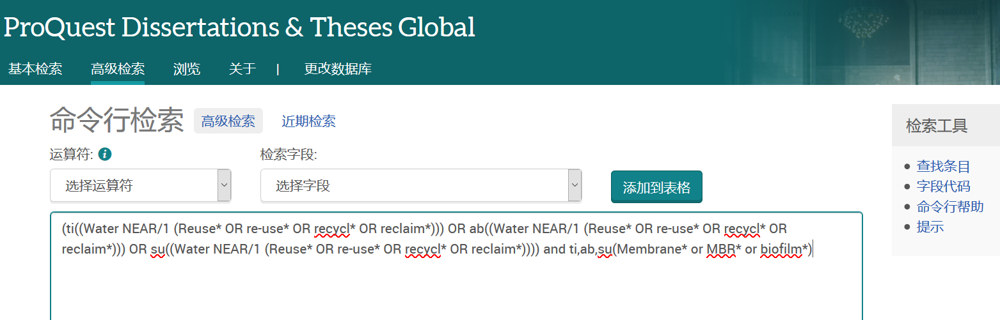 ProQuest Dissertations & Theses Global
基本检索 高级检索 浏览 关于 | 更改数据库
命令行检索 高级检索 近期检索
运算符: 检索字段:
选择运算符 选择字段 添加到表格
(ti((Water NEAR/1 (Reuse* OR re-use* OR recycl* OR reclaim*))) OR ab((Water NEAR/1 (Reuse* OR re-use* OR recycl* OR
reclaim*))) OR su((Water NEAR/1 (Reuse* OR re-use* OR recycl* OR reclaim*)))) and ti,ab,su(Membrane* or MBR* or biofilm*)
检索工具
查找条目
字段代码
命令行帮助
提示